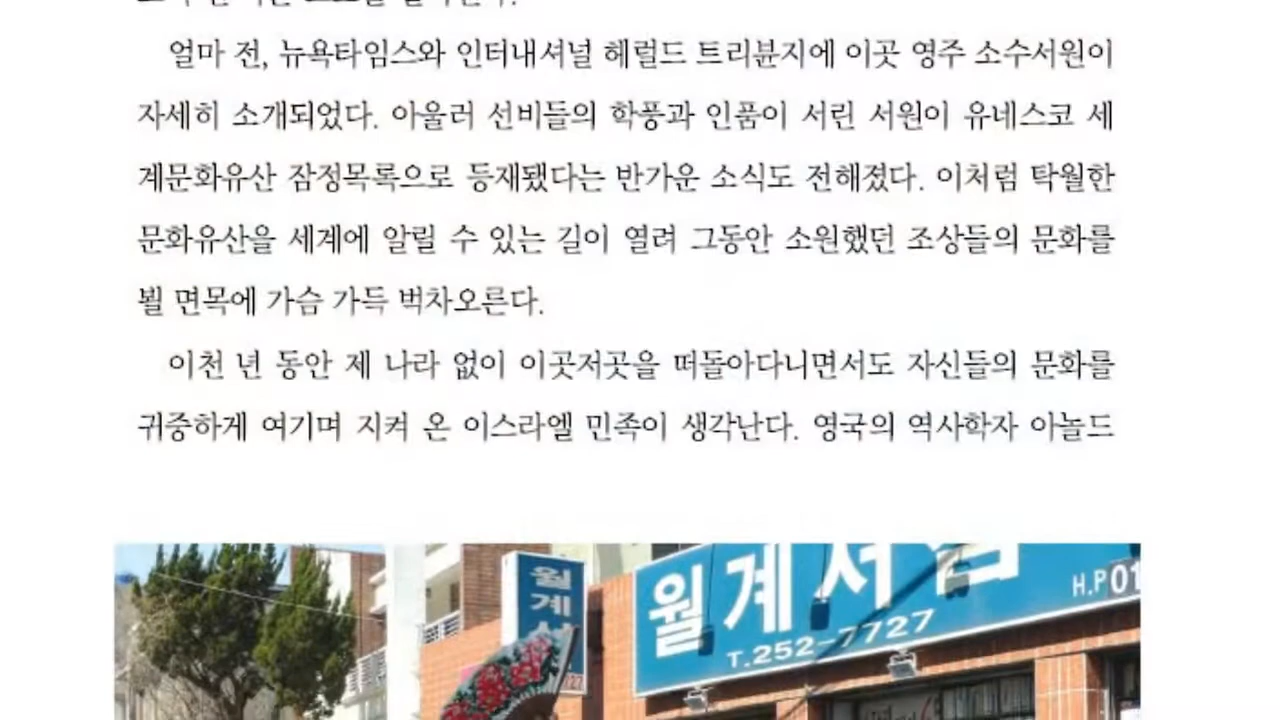 얼마 전, 뉴욕타임스와 인터내셔널 헤럴드 트리뷴지에 이곳 영주 소수서원이
자세히 소개되었다. 아울러 선비들의 학풍과 인품이 서린 서원이 유네스코 세
계문화유산 잠정목록으로 등재됐다는 반가운 소식도 전해졌다. 이처럼 탁월한
문화유산을 세계에 알릴 수 있는 길이 열려 그동안 소원했던 조상들의 문화를
뵐 면목에 가슴 가득 벅차오른다.
이천 년 동안 제 나라 없이 이곳저곳을 떠돌아다니면서도 자신들의 문화를
귀중하게 여기며 지켜 온 이스라엘 민족이 생각난다. 영국의 역사학자 아놀드
월계
월계서림
H.P 01
T.252-7727